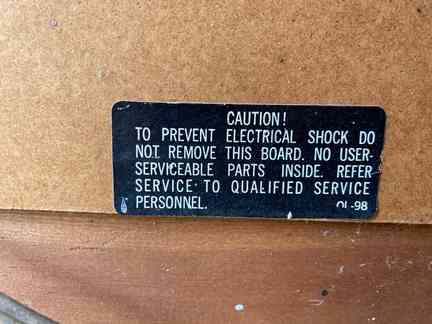 CAUTION!
TO PREVENT ELECTRICAL SHOCK DO
NOT REMOVE THIS BOARD. NO USER-
SERVICEABLE PARTS INSIDE. REFER
SERVICE TO QUALIFIED SERVICE
PERSONNEL.